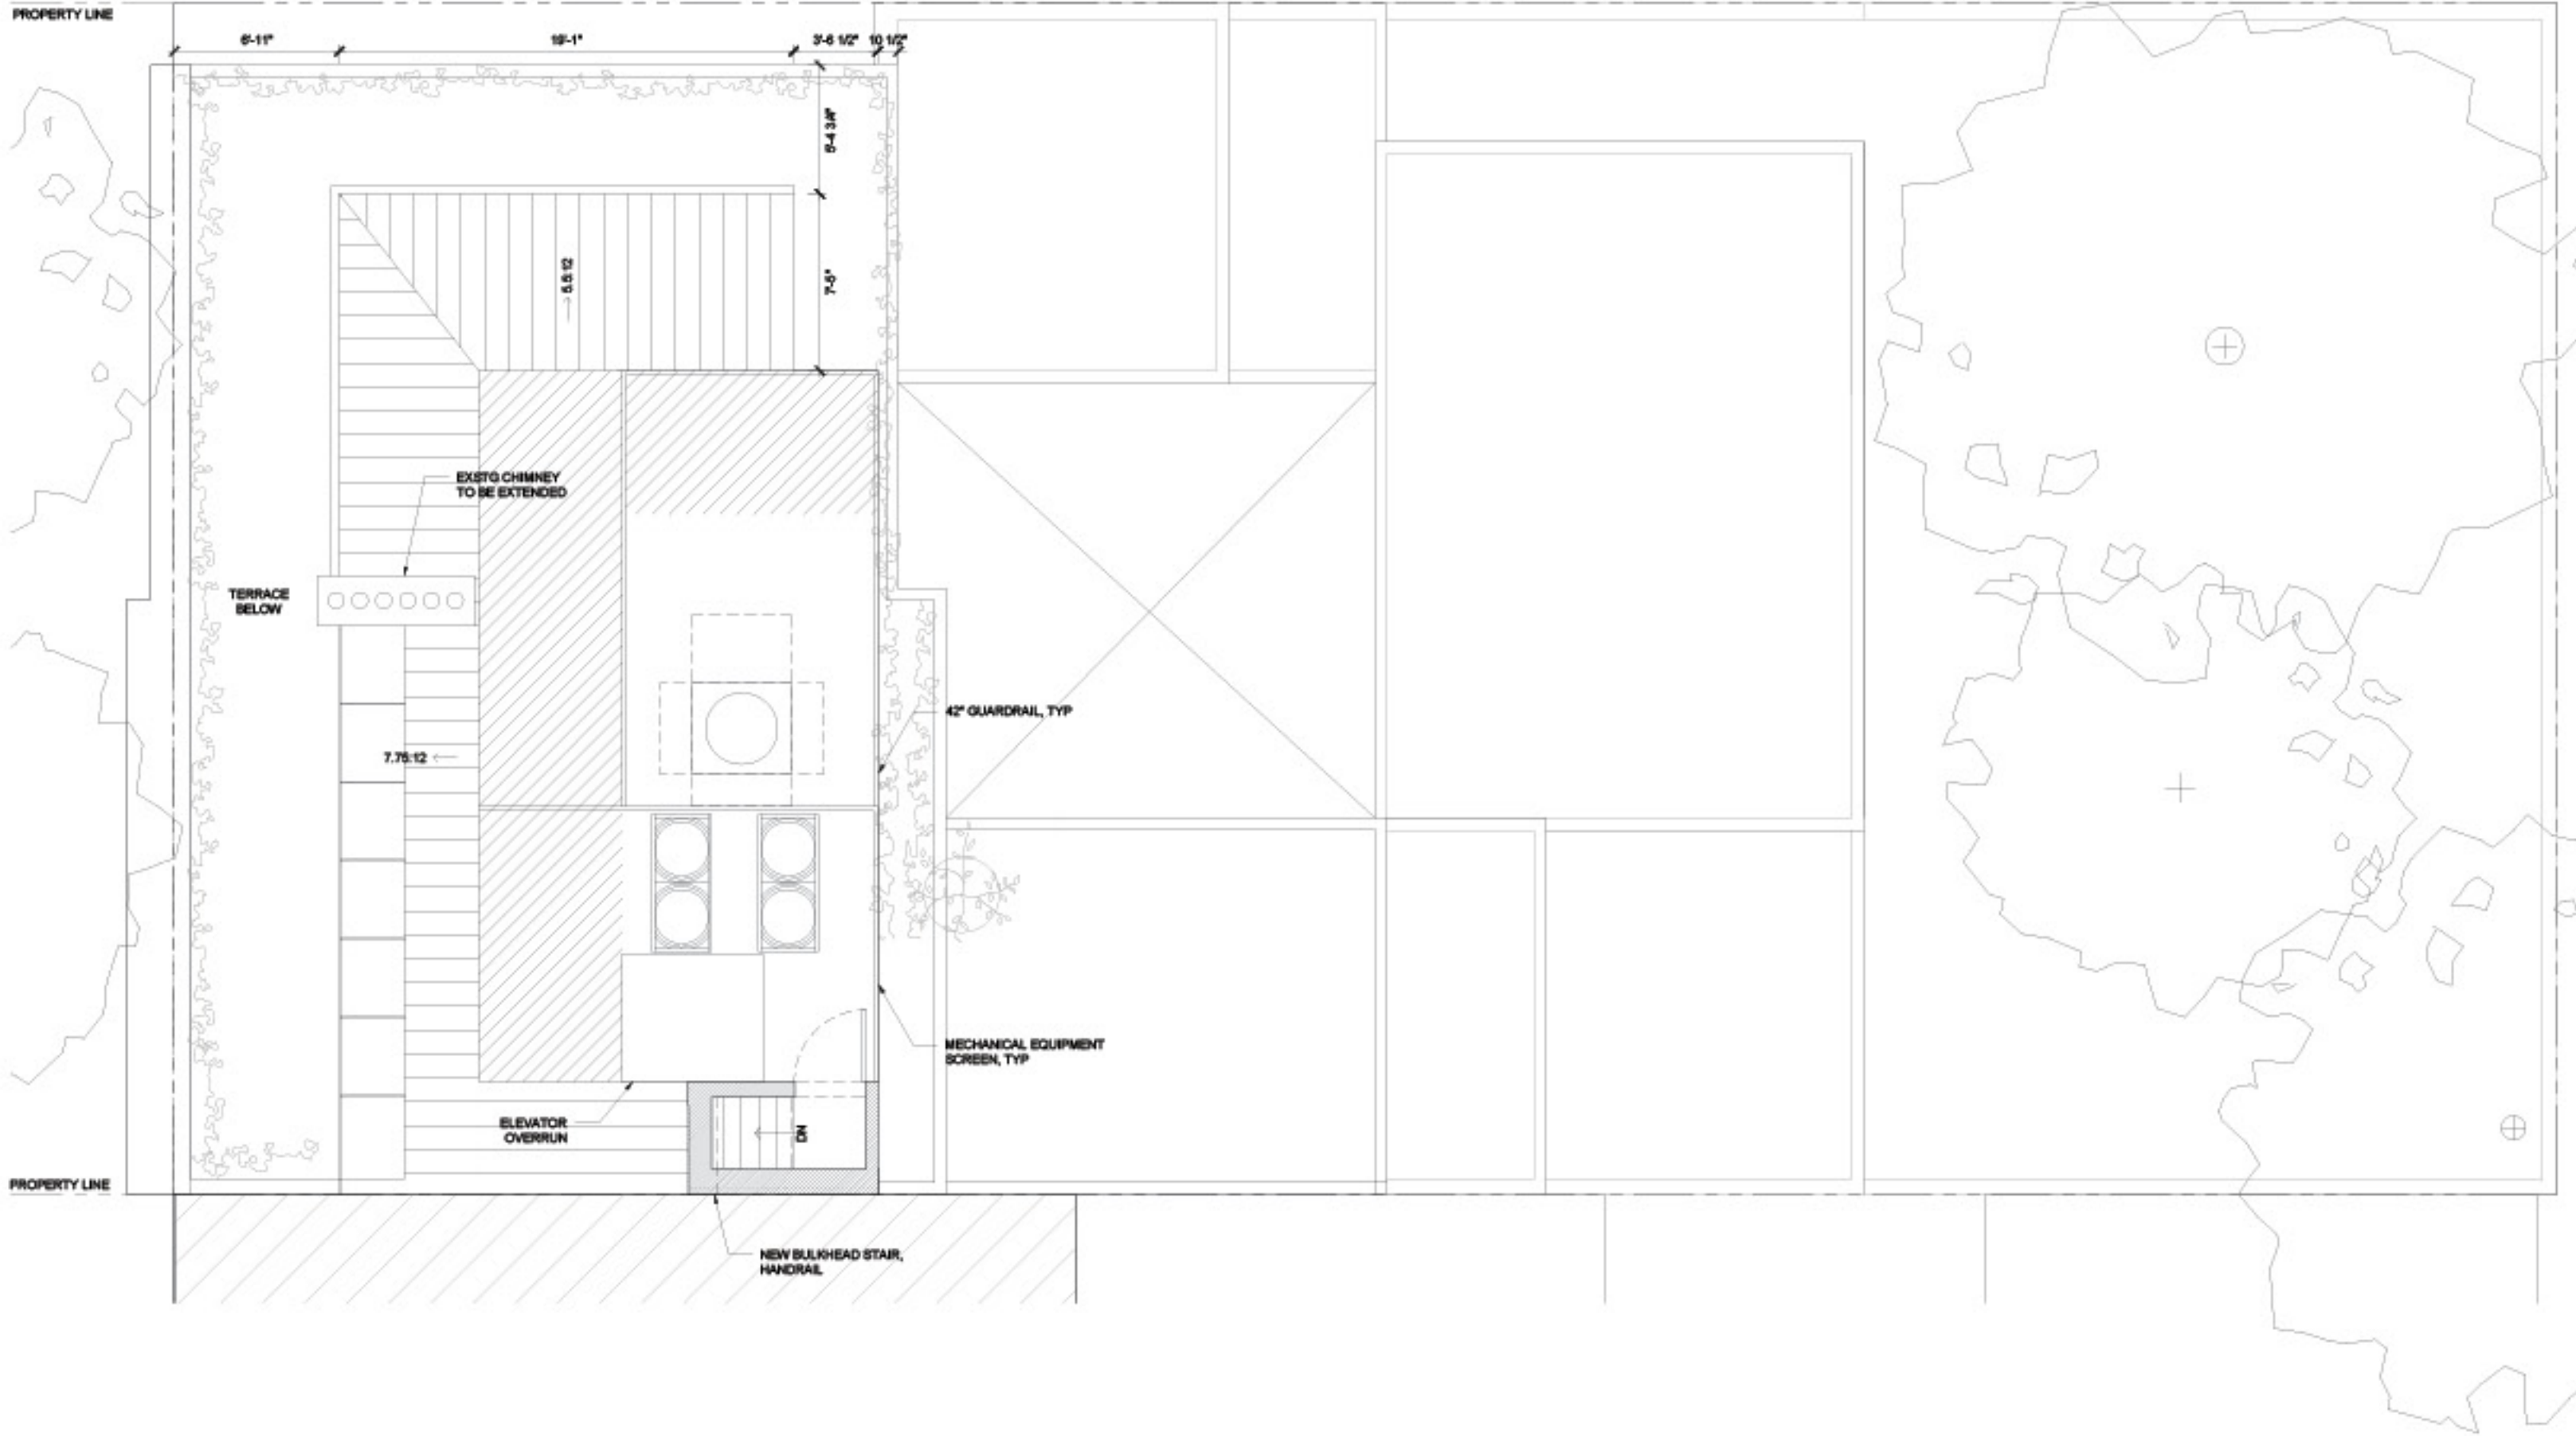 PROPERTY LINE
6'-11"
19'-1"
3'-6 1/2"
10 1/2"
5'-4 3/4"
7'-5"
5.5:12
EXSTG CHIMNEY
TO BE EXTENDED
TERRACE
BELOW
42" GUARDRAIL, TYP
7.75:12
MECHANICAL EQUIPMENT
SCREEN, TYP
ELEVATOR
OVERRUN
DN
PROPERTY LINE
NEW BULKHEAD STAIR,
HANDRAIL